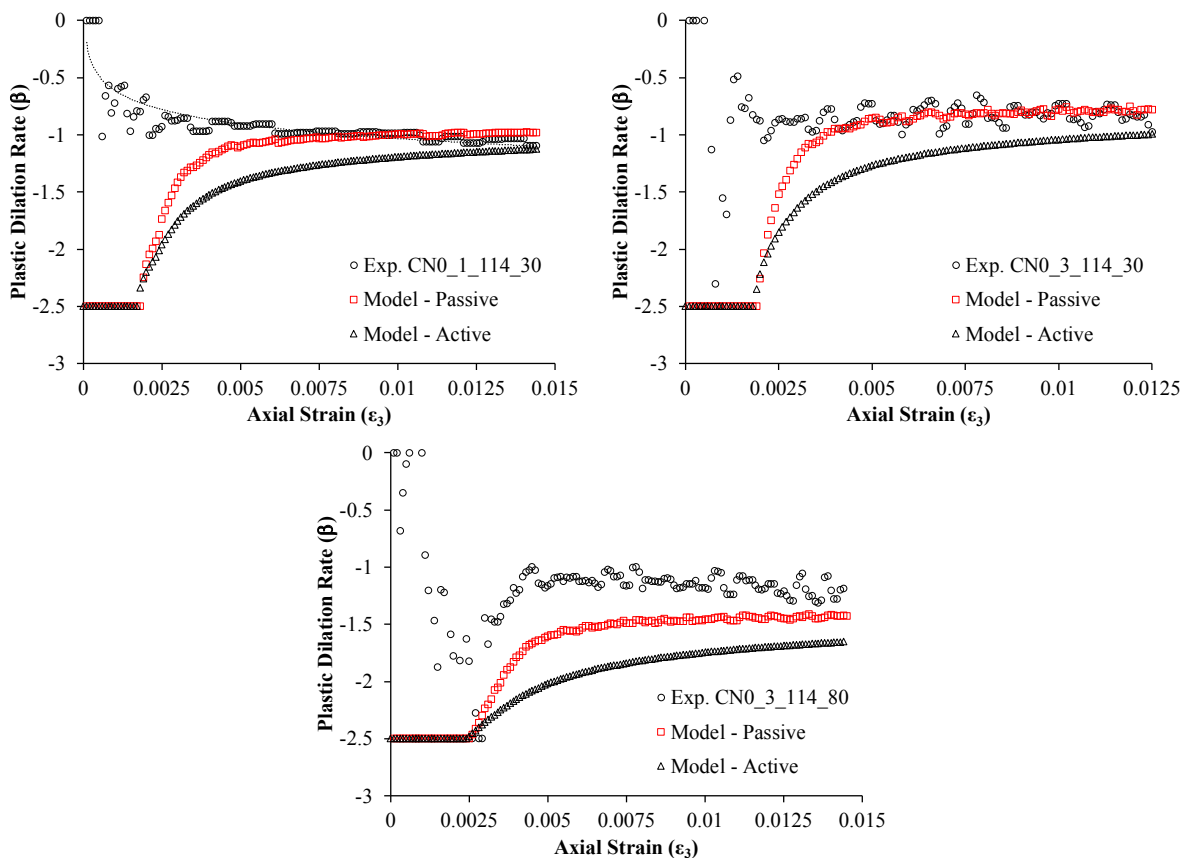 0
-0.5
-1
-1.5
-2
-2.5
-3
Plastic Dilation Rate (β)
Exp. CN0_1_114_30
Model - Passive
Model - Active
0 0.0025 0.005 0.0075 0.01 0.0125 0.015
Axial Strain (ε3)
0
-0.5
-1
-1.5
-2
-2.5
-3
Plastic Dilation Rate (β)
Exp. CN0_3_114_30
Model - Passive
Model - Active
0 0.0025 0.005 0.0075 0.01 0.0125
Axial Strain (ε3)
0
-0.5
-1
-1.5
-2
-2.5
-3
Plastic Dilation Rate (β)
Exp. CN0_3_114_80
Model - Passive
Model - Active
0 0.0025 0.005 0.0075 0.01 0.0125 0.015
Axial Strain (ε3)